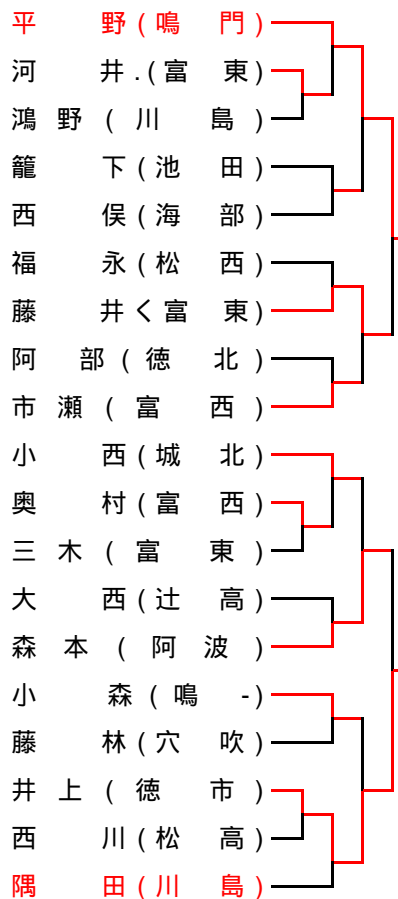 平野(鳴門)
河井.(富東)
鴻野(川島)
籠下(池田)
西俣(海部)
福永(松西)
藤井く富東)
阿部(徳北)
市瀬(富西)
小西(城北)
奥村(富西)
三木(富東)
大西(辻高)
森本(阿波)
小森(鳴-)
藤林(穴吹)
井上(徳市)
西川(松高)
隅田(川島)